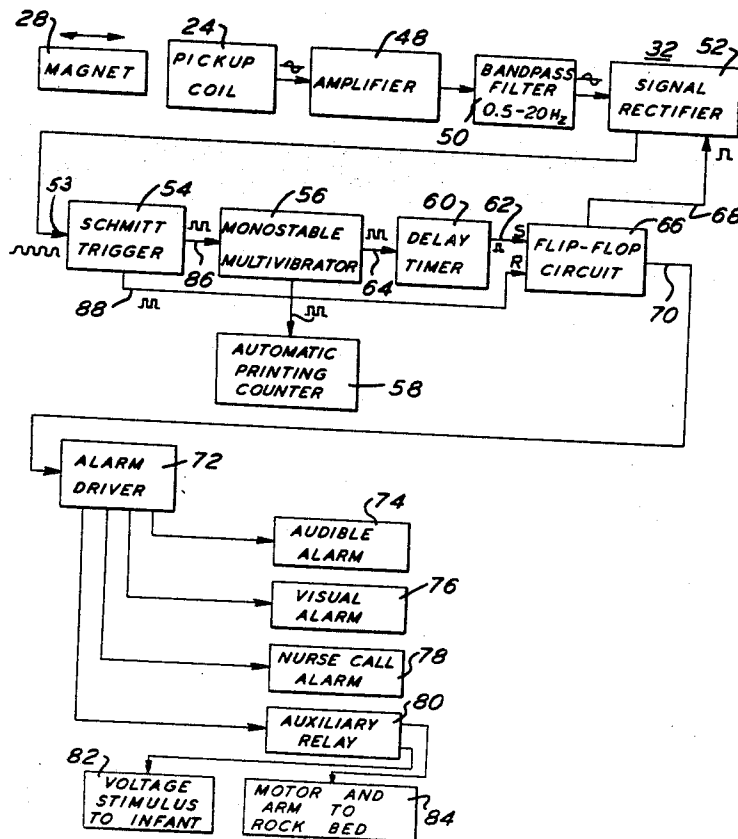 28
MAGNET
24
PICKUP
COIL
48
AMPLIFIER
BANDPASS
FILTER
0.5-20Hz
50
32
52
SIGNAL
RECTIFIER
53
54
SCHMITT
TRIGGER
86
88
56
MONOSTABLE
MULTIVIBRATOR
64
60
DELAY
TIMER
62
S
R
FLIP-FLOP
CIRCUIT
66
68
70
AUTOMATIC
PRINTING
COUNTER
58
ALARM
DRIVER
72
74
AUDIBLE
ALARM
VISUAL
ALARM
76
NURSE CALL
ALARM
78
AUXILIARY
RELAY
80
82
VOLTAGE
STIMULUS
TO INFANT
MOTOR AND
ARM TO
ROCK BED
84